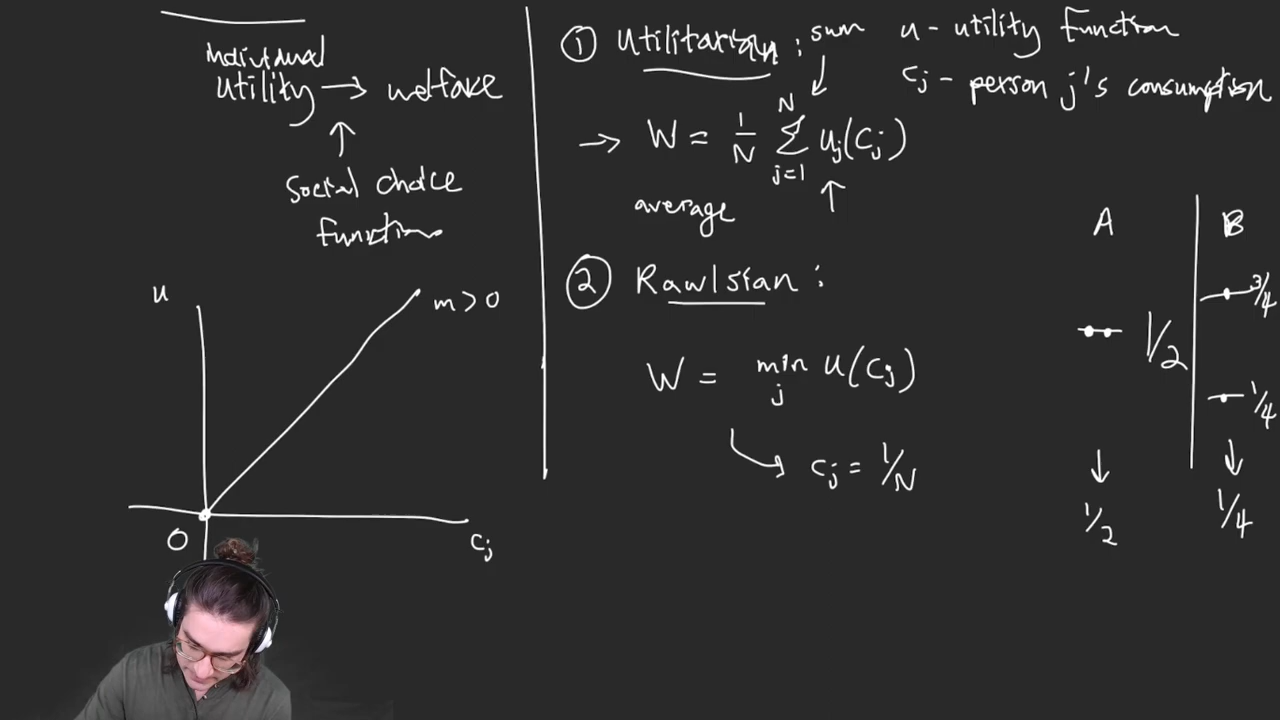 individual
utility → welfare
↑
social choice
function
u
m > 0
0
cj
① Utilitarian : sum
u - utility function
cj - person j's consumption
→ W = 1/N N Σ j=1 uj(Cj)
average
② Rawlsian :
W = min j u(cj)
cj = 1/N
A
1/2
↓
1/2
B
3/4
1/4
↓
1/4